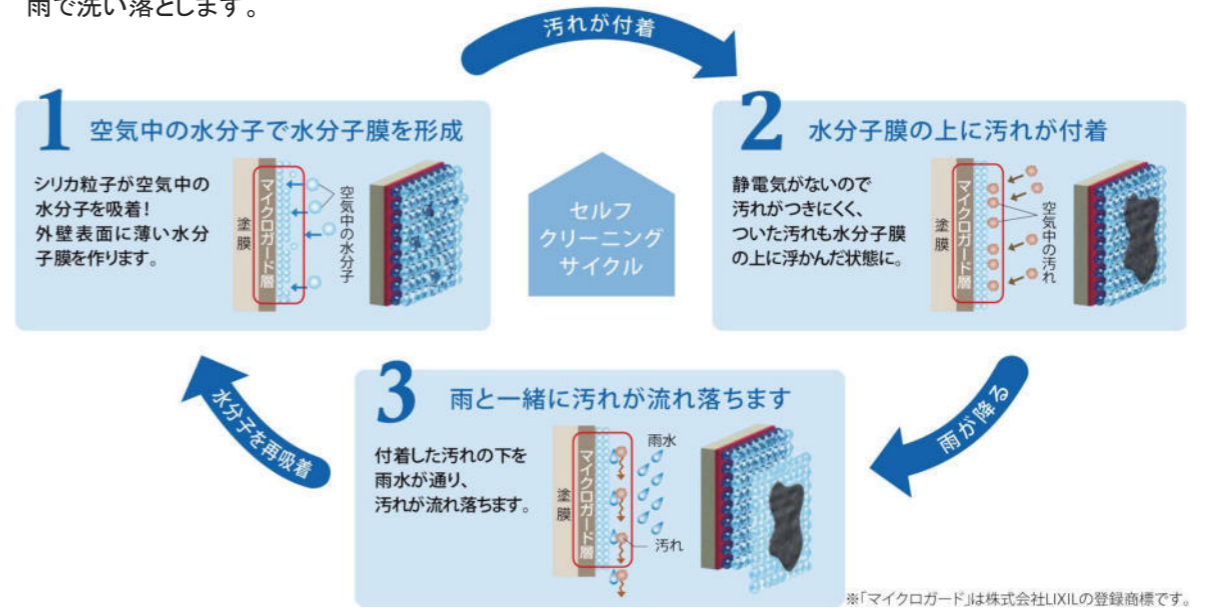 雨で洗い落とします。
汚れが付着
1 空気中の水分子で水分子膜を形成
シリカ粒子が空気中の
水分子を吸着！
外壁表面に薄い水分
子膜を作ります。
塗膜
マイクロガード層
空気中の水分子
セルフ
クリーニング
サイクル
2 水分子膜の上に汚れが付着
静電気がないので
汚れがつきにくく、
ついた汚れも水分子膜
の上に浮かんだ状態に。
塗膜
マイクロガード層
空気中の汚れ
雨が降る
3 雨と一緒に汚れが流れ落ちます
付着した汚れの下を
雨水が通り、
汚れが流れ落ちます。
塗膜
マイクロガード層
雨水
汚れ
水分子を再吸着
※「マイクロガード」は株式会社LIXILの登録商標です。